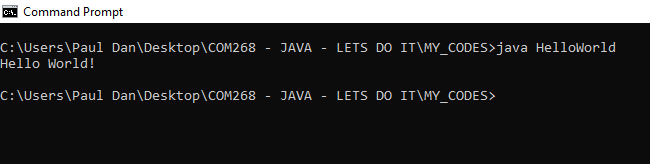 Command Prompt
C:\Users\Paul Dan\Desktop\COM268 - JAVA - LETS DO IT\MY_CODES>java HelloWorld
Hello World!
C:\Users\Paul Dan\Desktop\COM268 - JAVA - LETS DO IT\MY_CODES>